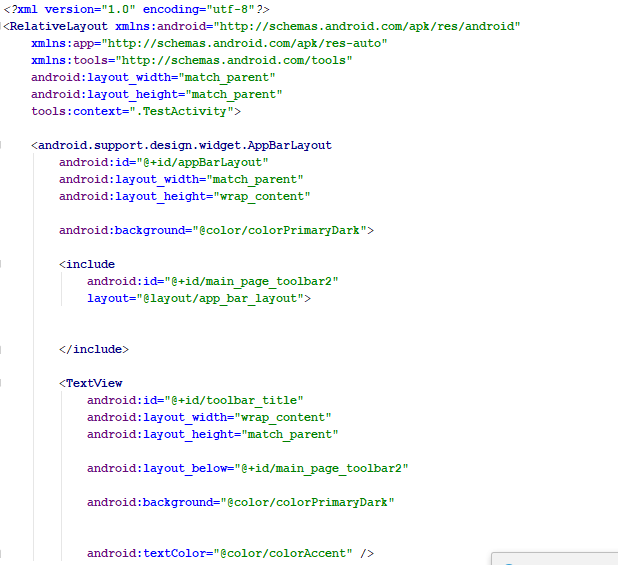 <?xml version="1.0" encoding="utf-8"?>
<RelativeLayout xmlns:android="http://schemas.android.com/apk/res/android"
    xmlns:app="http://schemas.android.com/apk/res-auto"
    xmlns:tools="http://schemas.android.com/tools"
    android:layout_width="match_parent"
    android:layout_height="match_parent"
    tools:context=".TestActivity">
    <android.support.design.widget.AppBarLayout
        android:id="@+id/appBarLayout"
        android:layout_width="match_parent"
        android:layout_height="wrap_content"
        android:background="@color/colorPrimaryDark">
        <include
            android:id="@+id/main_page_toolbar2"
            layout="@layout/app_bar_layout">
        </include>
        <TextView
            android:id="@+id/toolbar_title"
            android:layout_width="wrap_content"
            android:layout_height="match_parent"
            android:layout_below="@+id/main_page_toolbar2"
            android:background="@color/colorPrimaryDark"
            android:textColor="@color/colorAccent" />